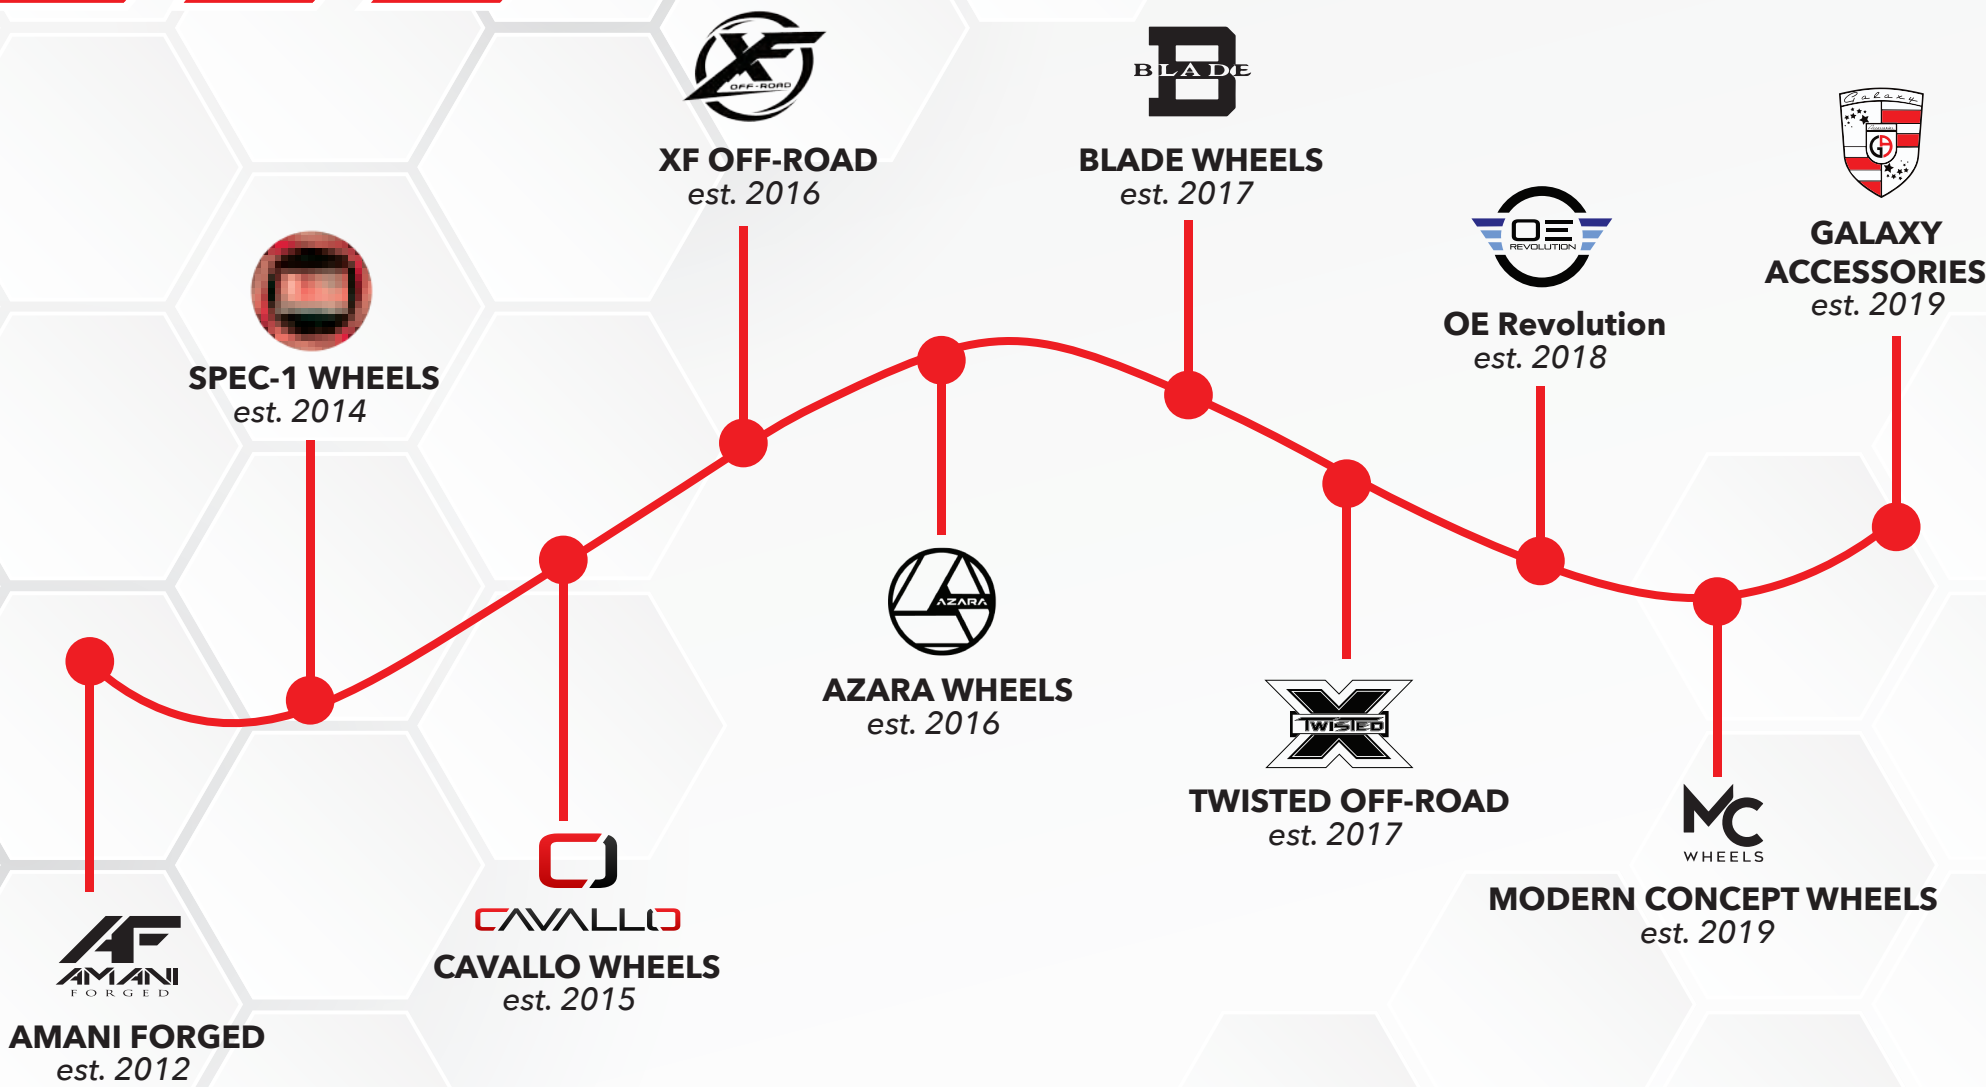 XF
OFF-ROAD
XF OFF-ROAD
est. 2016
B
BLADE
BLADE WHEELS
est. 2017
Galaxy
GA
GALAXY
ACCESSORIES
est. 2019
OE
REVOLUTION
OE Revolution
est. 2018
SPEC-1 WHEELS
est. 2014
AZARA
AZARA WHEELS
est. 2016
X
TWISTED
TWISTED OFF-ROAD
est. 2017
MC
WHEELS
MODERN CONCEPT WHEELS
est. 2019
CAVALLO
CAVALLO WHEELS
est. 2015
AF
AMANI
FORGED
AMANI FORGED
est. 2012